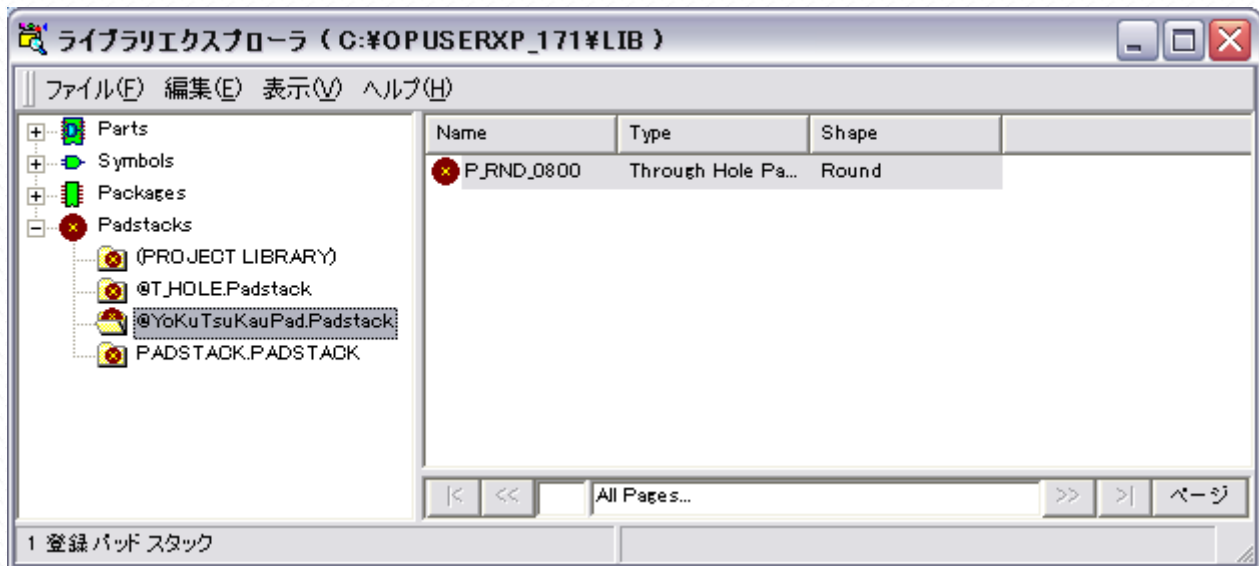 ライブラリエクスプローラ ( C:¥OPUSERXP_171¥LIB )
ファイル(F) 編集(E) 表示(V) ヘルプ(H)
Parts
Symbols
Packages
Padstacks
(PROJECT LIBRARY)
@T_HOLE.Padstack
@YoKuTsuKauPad.Padstack
PADSTACK.PADSTACK
Name Type Shape
P_RND_0800 Through Hole Pa... Round
|< << All Pages... >> >| ページ
1 登録パッド スタック